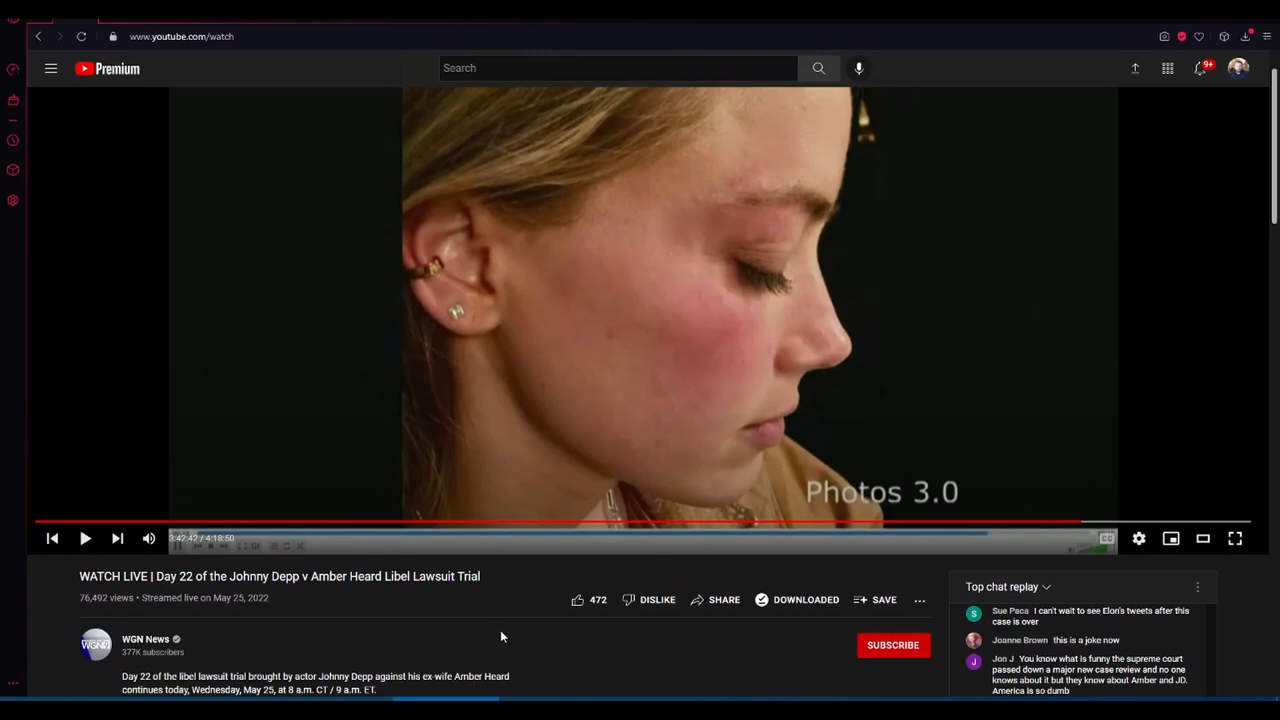 www.youtube.com/watch
Premium
Search
9+
Photos 3.0
3:42:42 / 4:18:50
CC
WATCH LIVE | Day 22 of the Johnny Depp v Amber Heard Libel Lawsuit Trial
76,492 views • Streamed live on May 25, 2022
472
DISLIKE
SHARE
DOWNLOADED
SAVE
WGN
WGN News
377K subscribers
SUBSCRIBE
Day 22 of the libel lawsuit trial brought by actor Johnny Depp against his ex-wife Amber Heard
continues today, Wednesday, May 25, at 8 a.m. CT / 9 a.m. ET.
Top chat replay
S
Sue Paca I can't wait to see Elon's tweets after this
case is over
Joanne Brown this is a joke now
J
Jon J You know what is funny the supreme court
passed down a major new case review and no one
knows about it but they know about Amber and JD.
America is so dumb